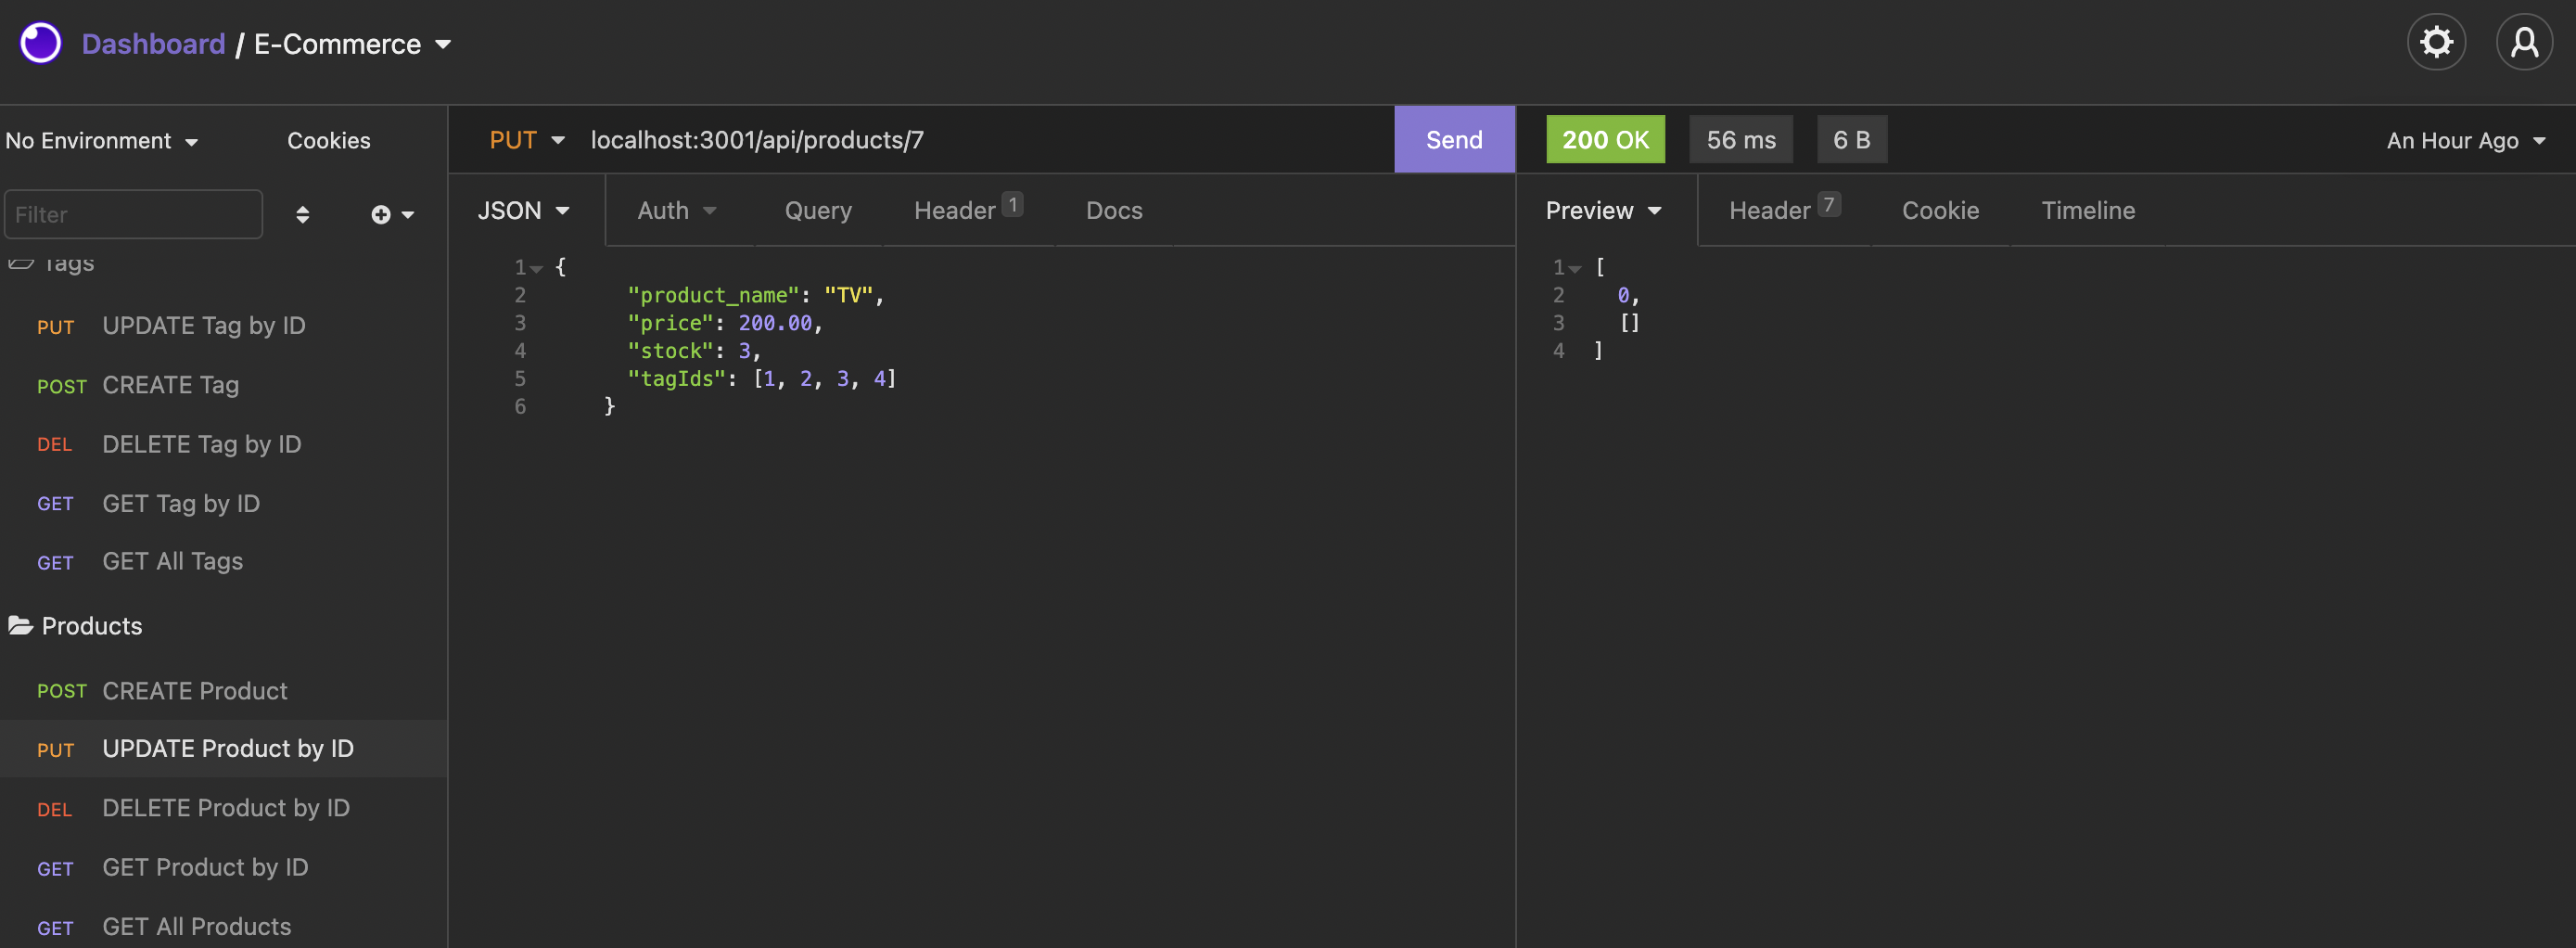 Dashboard / E-Commerce
No Environment
Cookies
Filter
Tags
PUT UPDATE Tag by ID
POST CREATE Tag
DEL DELETE Tag by ID
GET GET Tag by ID
GET GET All Tags
Products
POST CREATE Product
PUT UPDATE Product by ID
DEL DELETE Product by ID
GET GET Product by ID
GET GET All Products
PUT localhost:3001/api/products/7 Send
JSON Auth Query Header 1 Docs
1 {
2 "product_name": "TV",
3 "price": 200.00,
4 "stock": 3,
5 "tagIds": [1, 2, 3, 4]
6 }
200 OK 56 ms 6 B An Hour Ago
Preview Header 7 Cookie Timeline
1 [
2 0,
3 []
4 ]